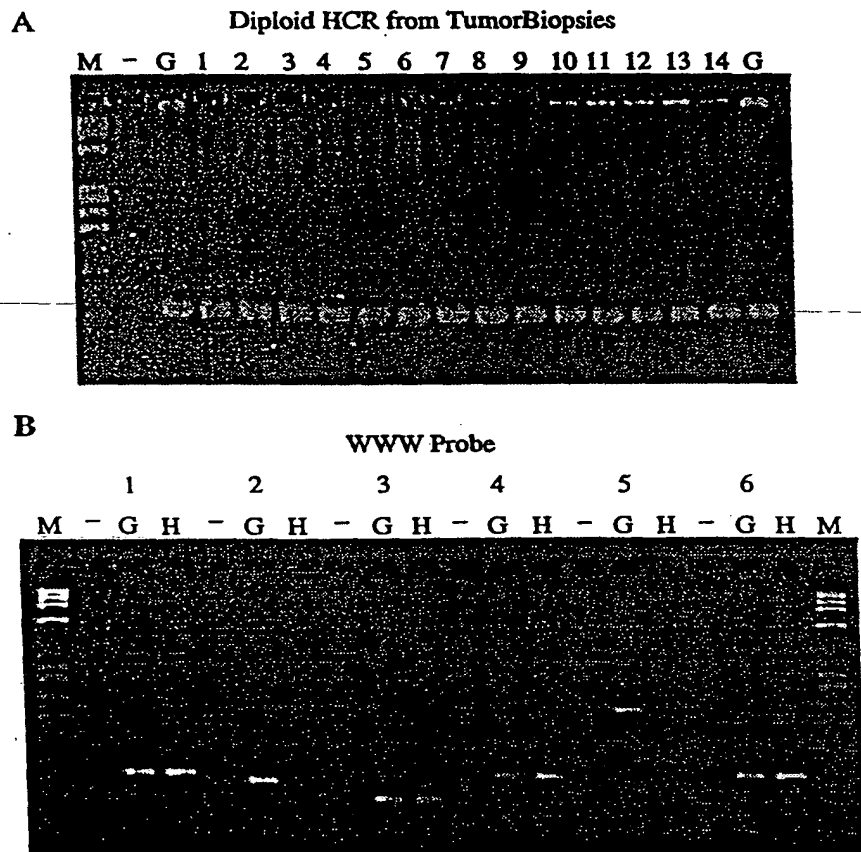 A
Diploid HCR from TumorBiopsies
M - G 1 2 3 4 5 6 7 8 9 10 11 12 13 14 G
B
WWW Probe
1 2 3 4 5 6
M - G H - G H - G H - G H - G H - G H M